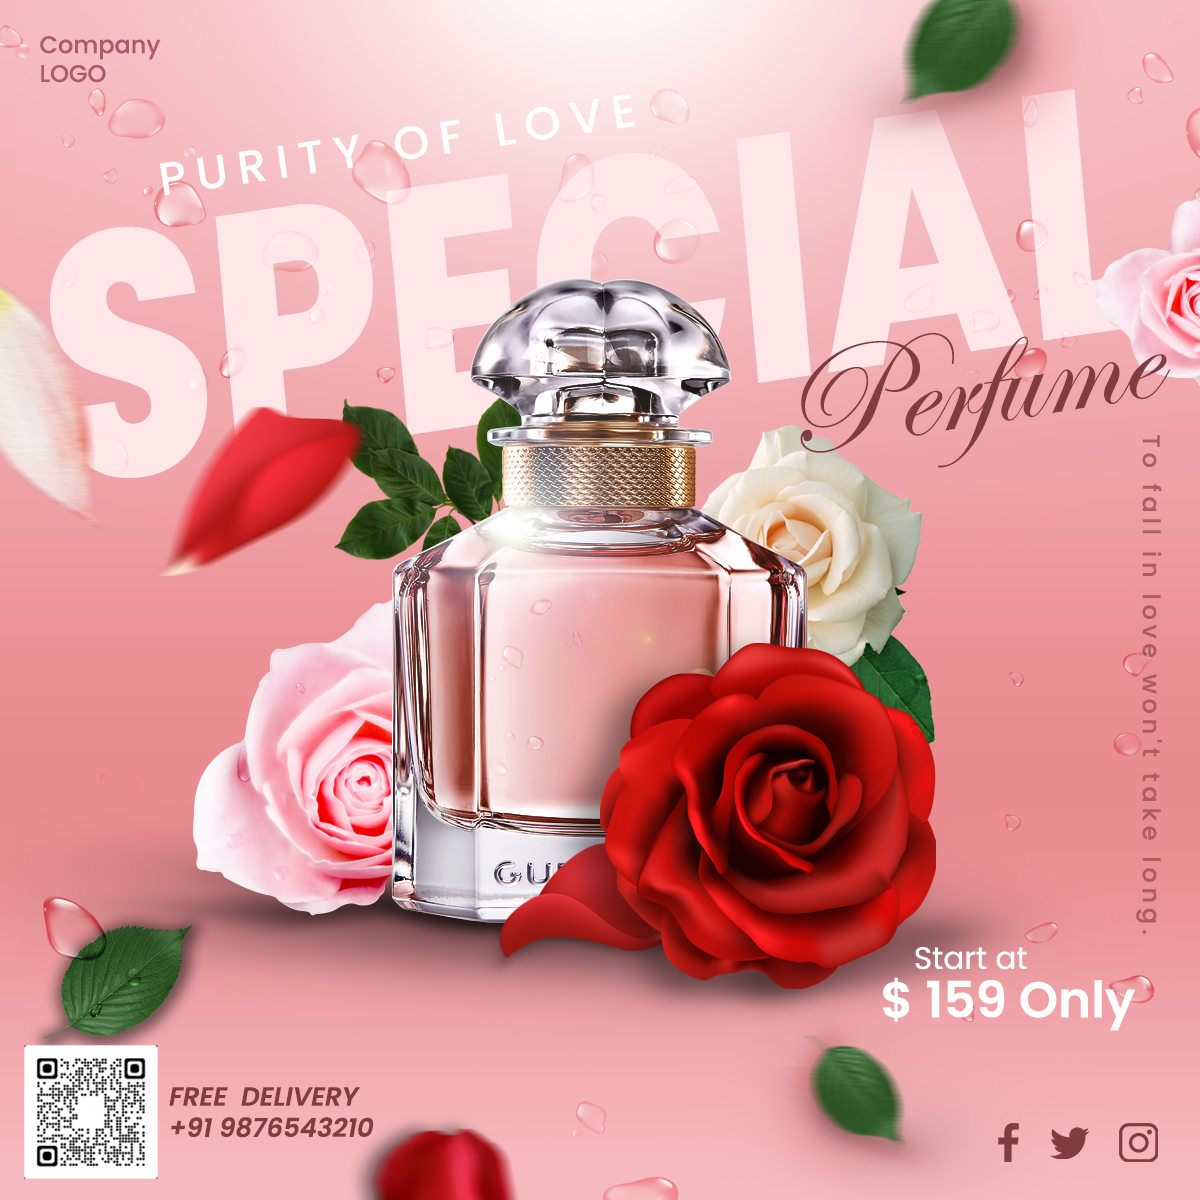 Company
LOGO
PURITY OF LOVE
SPECIAL
Perfume
To fall in love won't take long.
Start at
$ 159 Only
FREE DELIVERY
+91 9876543210